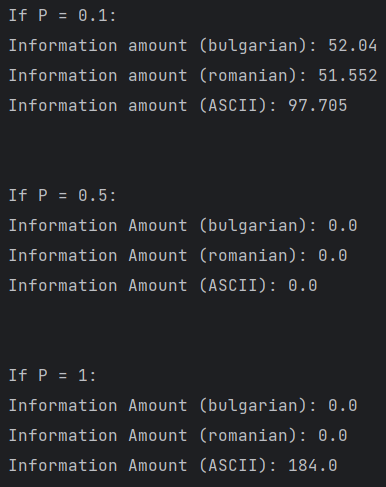 If P = 0.1:
Information amount (bulgarian): 52.04
Information amount (romanian): 51.552
Information amount (ASCII): 97.705
If P = 0.5:
Information Amount (bulgarian): 0.0
Information Amount (romanian): 0.0
Information Amount (ASCII): 0.0
If P = 1:
Information Amount (bulgarian): 0.0
Information Amount (romanian): 0.0
Information Amount (ASCII): 184.0